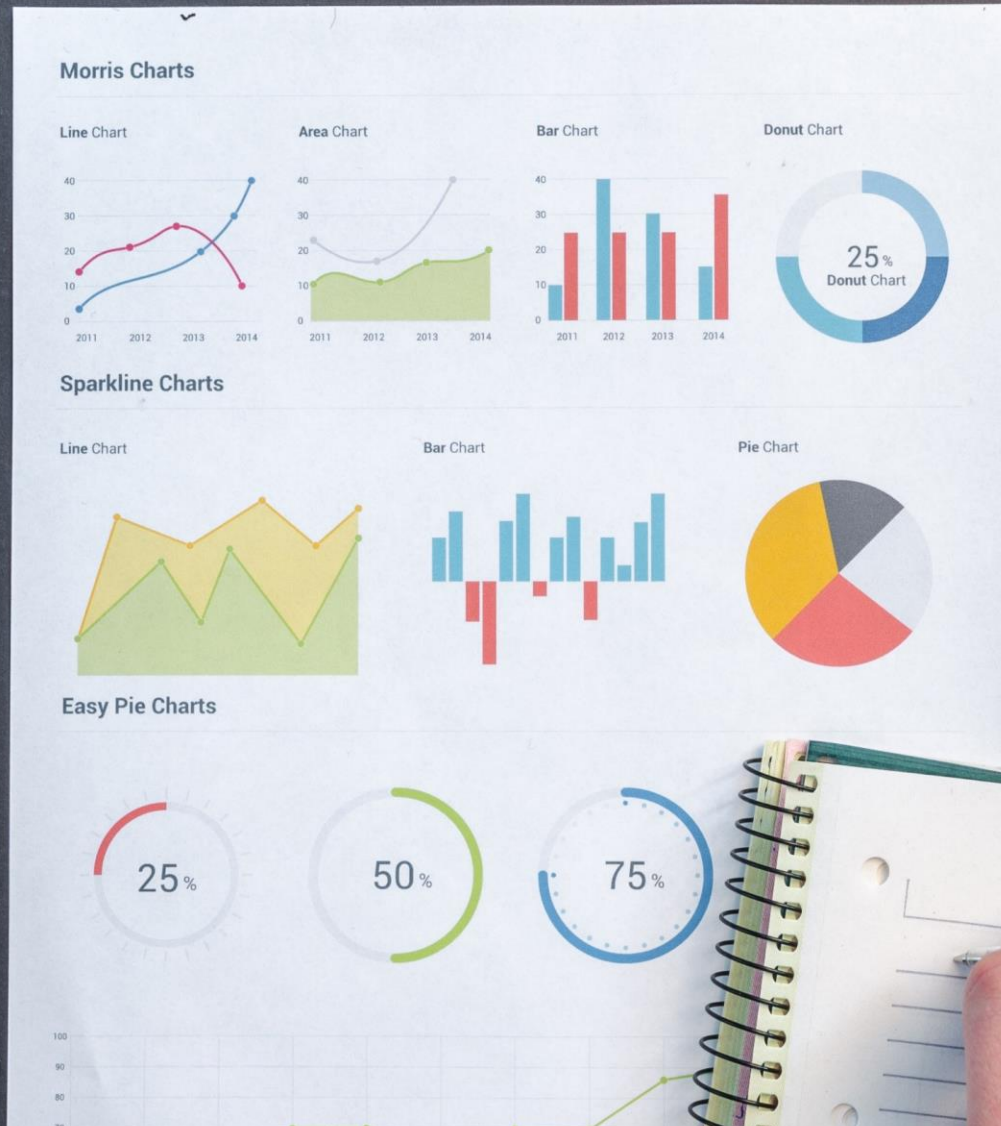 Morris Charts
Line Chart
40
30
20
10
0
2011 2012 2013 2014
Area Chart
40
30
20
10
0
2011 2012 2013 2014
Bar Chart
40
30
20
10
0
2011 2012 2013 2014
Donut Chart
25%
Donut Chart
Sparkline Charts
Line Chart
Bar Chart
Pie Chart
Easy Pie Charts
25%
50%
75%
100
90
80